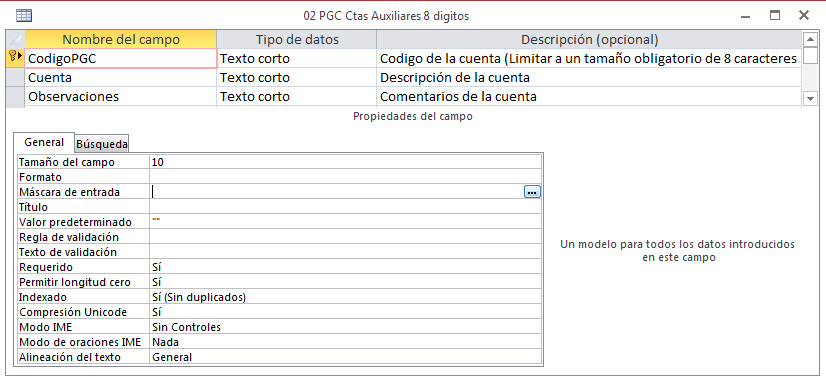 02 PGC Ctas Auxiliares 8 digitos
Nombre del campo Tipo de datos Descripción (opcional)
CodigoPGC Texto corto Codigo de la cuenta (Limitar a un tamaño obligatorio de 8 caracteres
Cuenta Texto corto Descripción de la cuenta
Observaciones Texto corto Comentarios de la cuenta
Propiedades del campo
General Búsqueda
Tamaño del campo 10
Formato
Máscara de entrada ...
Título
Valor predeterminado ""
Regla de validación
Texto de validación
Requerido Sí
Permitir longitud cero Sí
Indexado Sí (Sin duplicados)
Compresión Unicode Sí
Modo IME Sin Controles
Modo de oraciones IME Nada
Alineación del texto General
Un modelo para todos los datos introducidos
en este campo